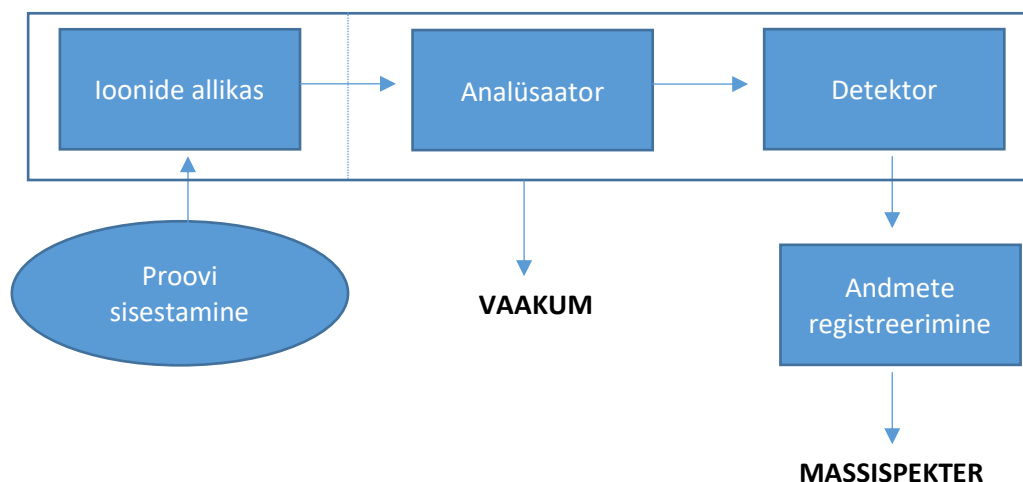 Ioonide allikas
Analüsaator
Detektor
Proovi
sisestamine
VAAKUM
Andmete
registreerimine
MASSISPEKTER